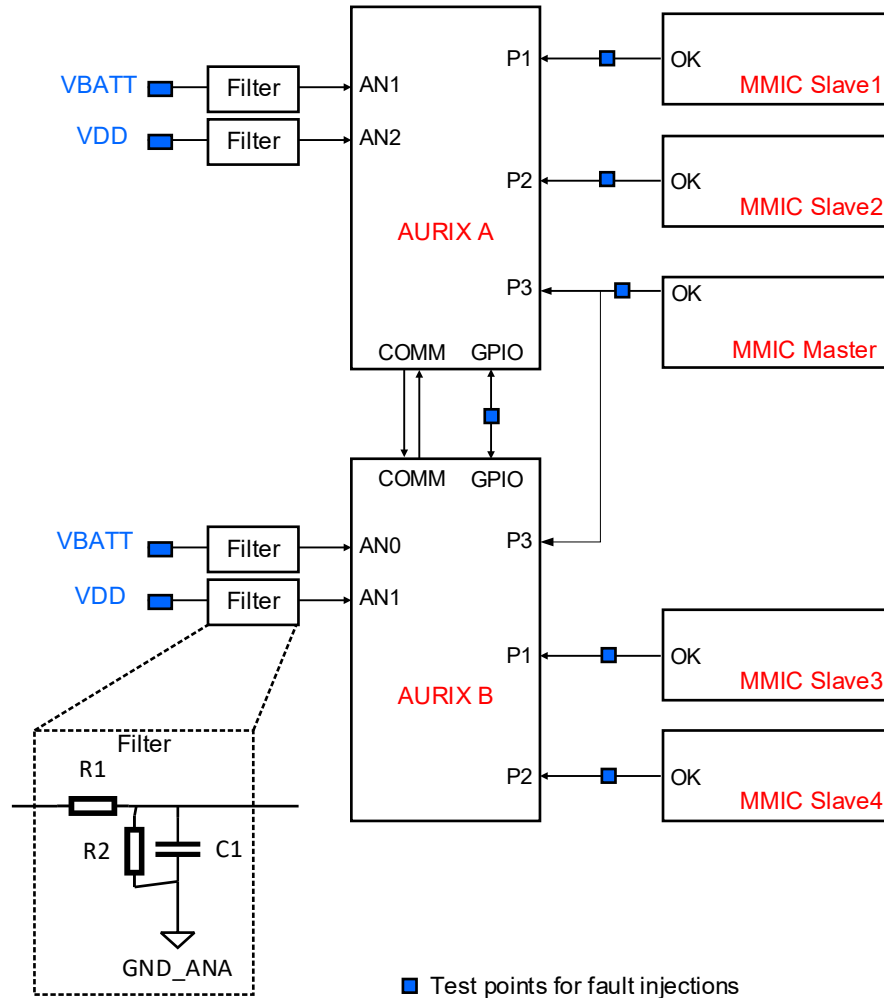 VBATT
Filter
AN1
VDD
Filter
AN2
AURIX A
P1
P2
P3
COMM
GPIO
OK
MMIC Slave1
OK
MMIC Slave2
OK
MMIC Master
COMM
GPIO
VBATT
Filter
AN0
VDD
Filter
AN1
P3
P1
P2
AURIX B
OK
MMIC Slave3
OK
MMIC Slave4
Filter
R1
R2
C1
GND_ANA
Test points for fault injections